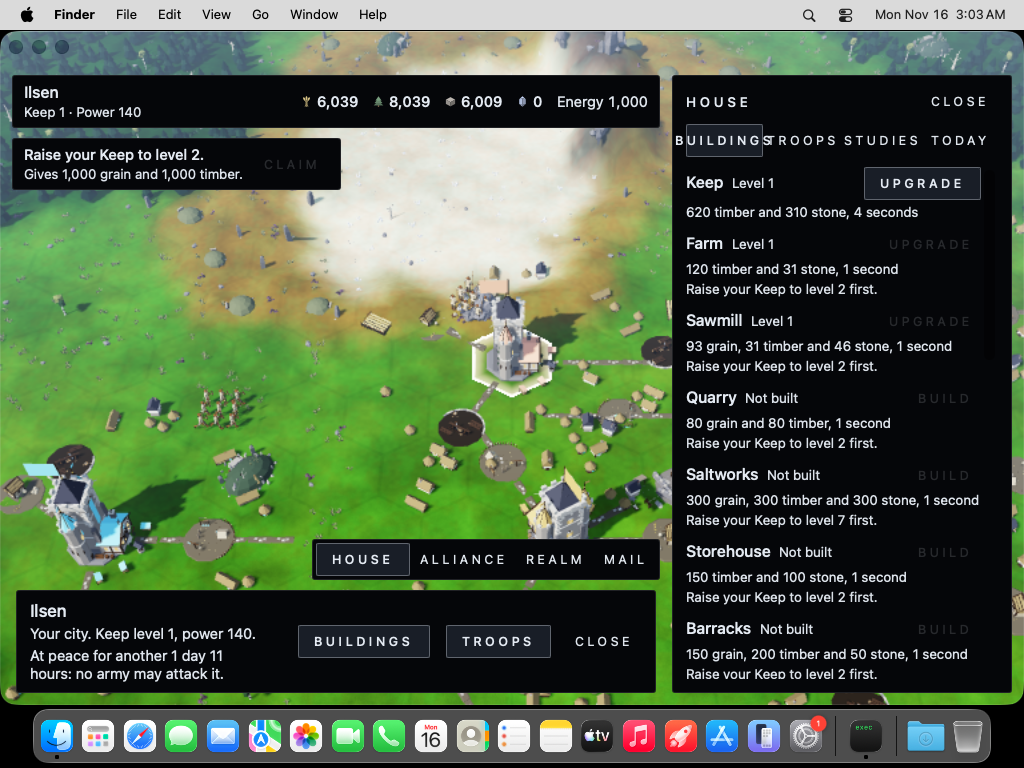 Finder File Edit View Go Window Help Mon Nov 16 3:03 AM
Ilsen
Keep 1 · Power 140
6,039 8,039 6,009 0 Energy 1,000
Raise your Keep to level 2.
Gives 1,000 grain and 1,000 timber.
CLAIM
HOUSE CLOSE
BUILDINGS TROOPS STUDIES TODAY
Keep Level 1 UPGRADE
620 timber and 310 stone, 4 seconds
Farm Level 1 UPGRADE
120 timber and 31 stone, 1 second
Raise your Keep to level 2 first.
Sawmill Level 1 UPGRADE
93 grain, 31 timber and 46 stone, 1 second
Raise your Keep to level 2 first.
Quarry Not built BUILD
80 grain and 80 timber, 1 second
Raise your Keep to level 2 first.
Saltworks Not built BUILD
300 grain, 300 timber and 300 stone, 1 second
Raise your Keep to level 7 first.
Storehouse Not built BUILD
150 timber and 100 stone, 1 second
Raise your Keep to level 2 first.
Barracks Not built BUILD
150 grain, 200 timber and 50 stone, 1 second
Raise your Keep to level 2 first.
HOUSE ALLIANCE REALM MAIL
Ilsen
Your city. Keep level 1, power 140.
At peace for another 1 day 11
hours: no army may attack it.
BUILDINGS TROOPS CLOSE
Mon
16
tv
1
exec